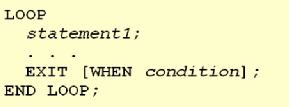 LOOP
statement1;
. . .
EXIT [WHEN condition];
END LOOP;